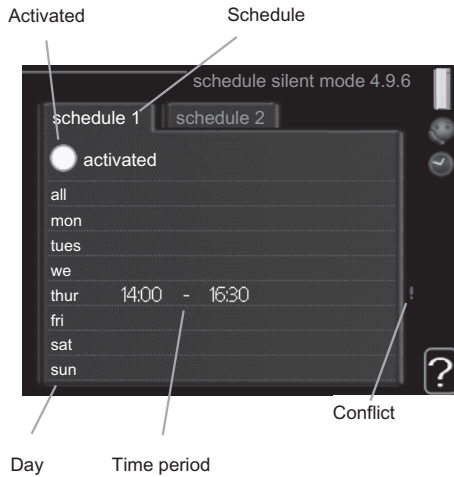 Activated
Schedule
schedule silent mode 4.9.6
schedule 1
schedule 2
activated
all
mon
tues
we
thur 14:00 - 16:30 !
fri
sat
sun
?
Conflict
Day
Time period